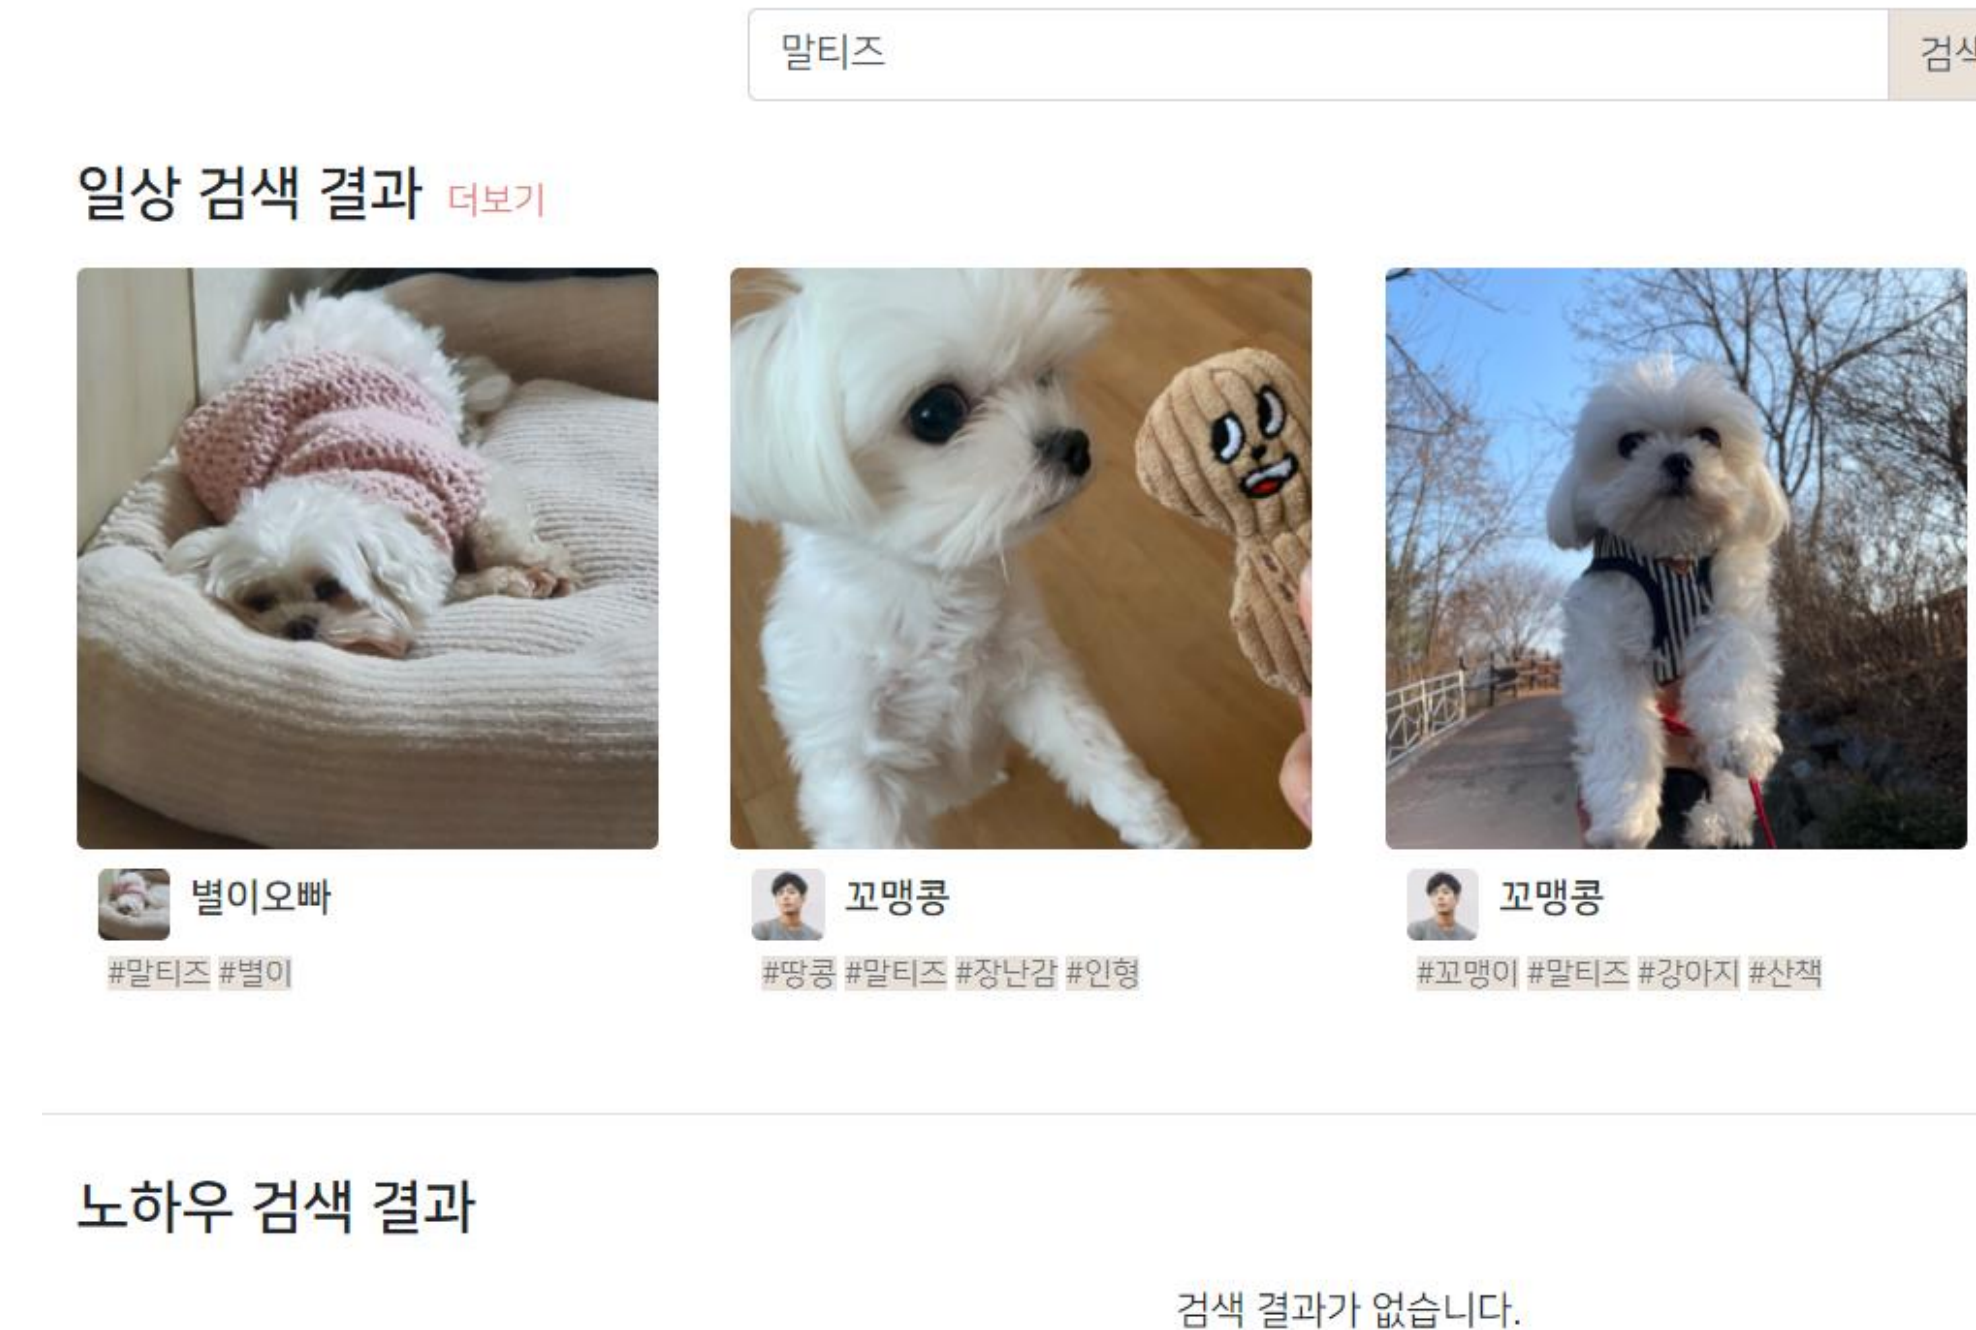 말티즈
일상 검색 결과 더보기
별이오빠
#말티즈 #별이
꼬맹콩
#땅콩 #말티즈 #장난감 #인형
꼬맹콩
#꼬맹이 #말티즈 #강아지 #산책
노하우 검색 결과
검색 결과가 없습니다.